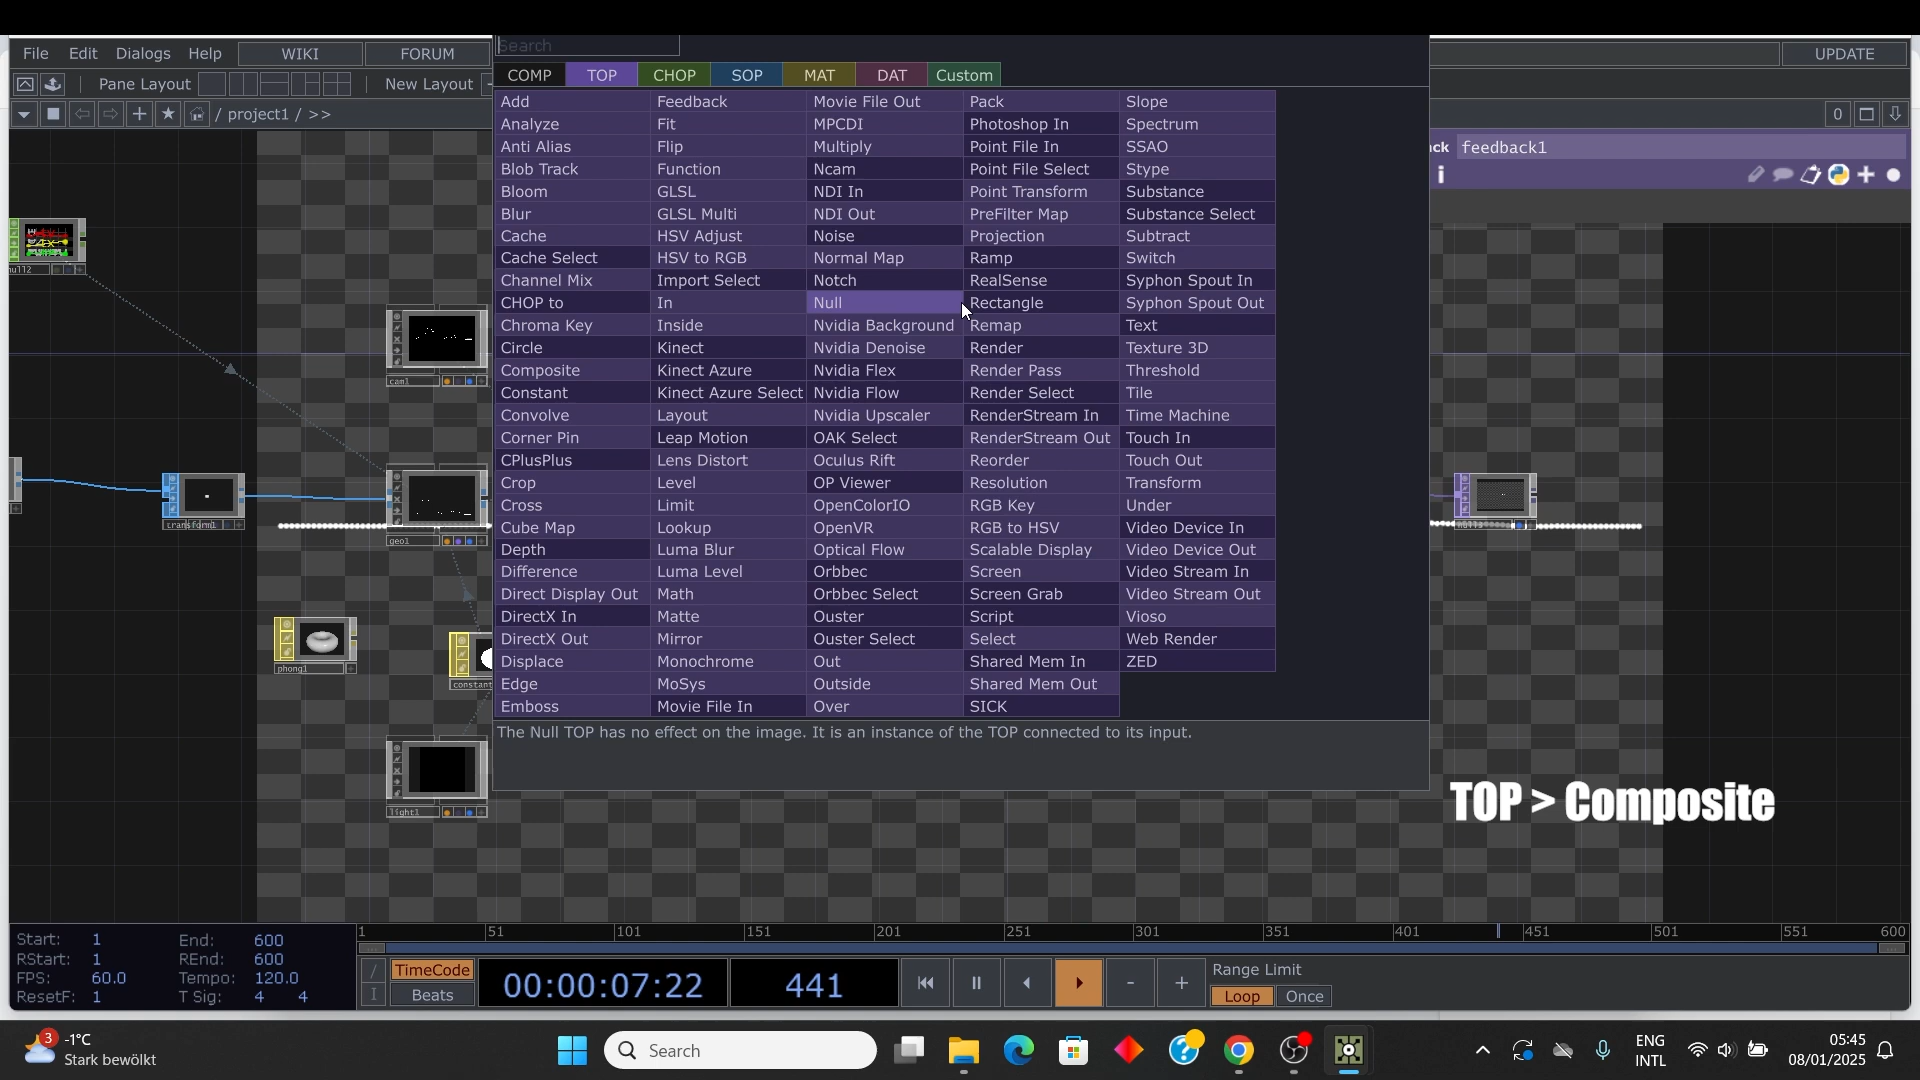 File Edit Dialogs Help WIKI FORUM Search UPDATE
Pane Layout New Layout
COMP TOP CHOP SOP MAT DAT Custom
/ project1 / >> 0
ck feedback1
i
Add Feedback Movie File Out Pack Slope
Analyze Fit MPCDI Photoshop In Spectrum
Anti Alias Flip Multiply Point File In SSAO
Blob Track Function Ncam Point File Select Stype
Bloom GLSL NDI In Point Transform Substance
Blur GLSL Multi NDI Out PreFilter Map Substance Select
Cache HSV Adjust Noise Projection Subtract
Cache Select HSV to RGB Normal Map Ramp Switch
Channel Mix Import Select Notch RealSense Syphon Spout In
CHOP to In Null Rectangle Syphon Spout Out
Chroma Key Inside Nvidia Background Remap Text
Circle Kinect Nvidia Denoise Render Texture 3D
Composite Kinect Azure Nvidia Flex Render Pass Threshold
Constant Kinect Azure Select Nvidia Flow Render Select Tile
Convolve Layout Nvidia Upscaler RenderStream In Time Machine
Corner Pin Leap Motion OAK Select RenderStream Out Touch In
CPlusPlus Lens Distort Oculus Rift Reorder Touch Out
Crop Level OP Viewer Resolution Transform
Cross Limit OpenColorIO RGB Key Under
Cube Map Lookup OpenVR RGB to HSV Video Device In
Depth Luma Blur Optical Flow Scalable Display Video Device Out
Difference Luma Level Orbbec Screen Video Stream In
Direct Display Out Math Orbbec Select Screen Grab Video Stream Out
DirectX In Matte Ouster Script Vioso
DirectX Out Mirror Ouster Select Select Web Render
Displace Monochrome Out Shared Mem In ZED
Edge MoSys Outside Shared Mem Out
Emboss Movie File In Over SICK
The Null TOP has no effect on the image. It is an instance of the TOP connected to its input.
cam1
transform1
geo1
phong1
constant
light1
TOP > Composite
1 51 101 151 201 251 301 351 401 451 501 551 600
Start: 1 End: 600
RStart: 1 REnd: 600
FPS: 60.0 Tempo: 120.0
ResetF: 1 T Sig: 4 4
/ TimeCode
I Beats
00:00:07:22 441
- +
Range Limit
Loop Once
3 -1°C
Stark bewölkt
Search
ENG
INTL
05:45
08/01/2025